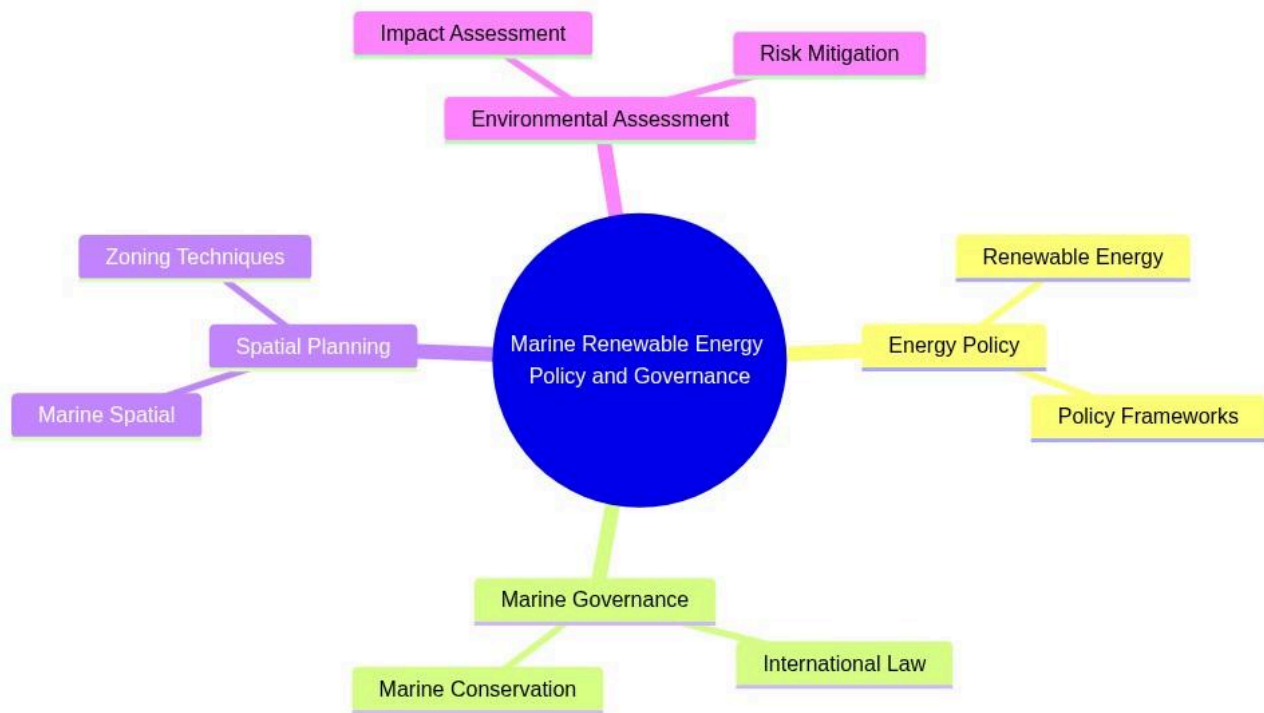 Impact Assessment
Risk Mitigation
Environmental Assessment
Zoning Techniques
Renewable Energy
Spatial Planning
Marine Renewable Energy
Policy and Governance
Energy Policy
Marine Spatial
Policy Frameworks
Marine Governance
International Law
Marine Conservation